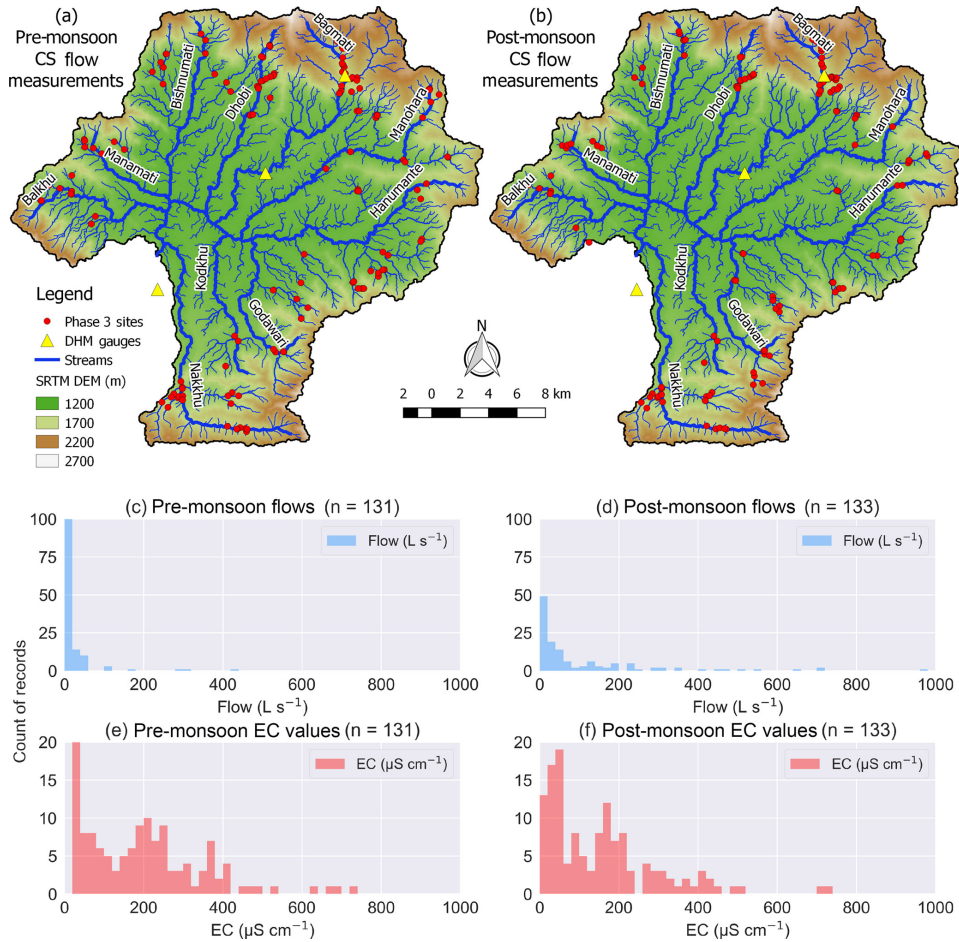 (a)
Pre-monsoon
CS flow
measurements
Bishnumati
Dhobi
Bagmati
Manohara
Hanumante
Manamati
Balkhu
Kodkhu
Godawari
Nakkhu
Legend
Phase 3 sites
DHM gauges
Streams
SRTM DEM (m)
1200
1700
2200
2700
N
2 0 2 4 6 8 km
(b)
Post-monsoon
CS flow
measurements
Bishnumati
Dhobi
Bagmati
Manohara
Hanumante
Manamati
Balkhu
Kodkhu
Godawari
Nakkhu
(c) Pre-monsoon flows (n = 131)
Flow (L s⁻¹)
100
75
50
25
0
0 200 400 600 800 1000
Flow (L s⁻¹)
(d) Post-monsoon flows (n = 133)
Flow (L s⁻¹)
100
75
50
25
0
0 200 400 600 800 1000
Flow (L s⁻¹)
Count of records
(e) Pre-monsoon EC values (n = 131)
EC (µS cm⁻¹)
20
15
10
5
0
0 200 400 600 800 1000
EC (µS cm⁻¹)
(f) Post-monsoon EC values (n = 133)
EC (µS cm⁻¹)
20
15
10
5
0
0 200 400 600 800 1000
EC (µS cm⁻¹)